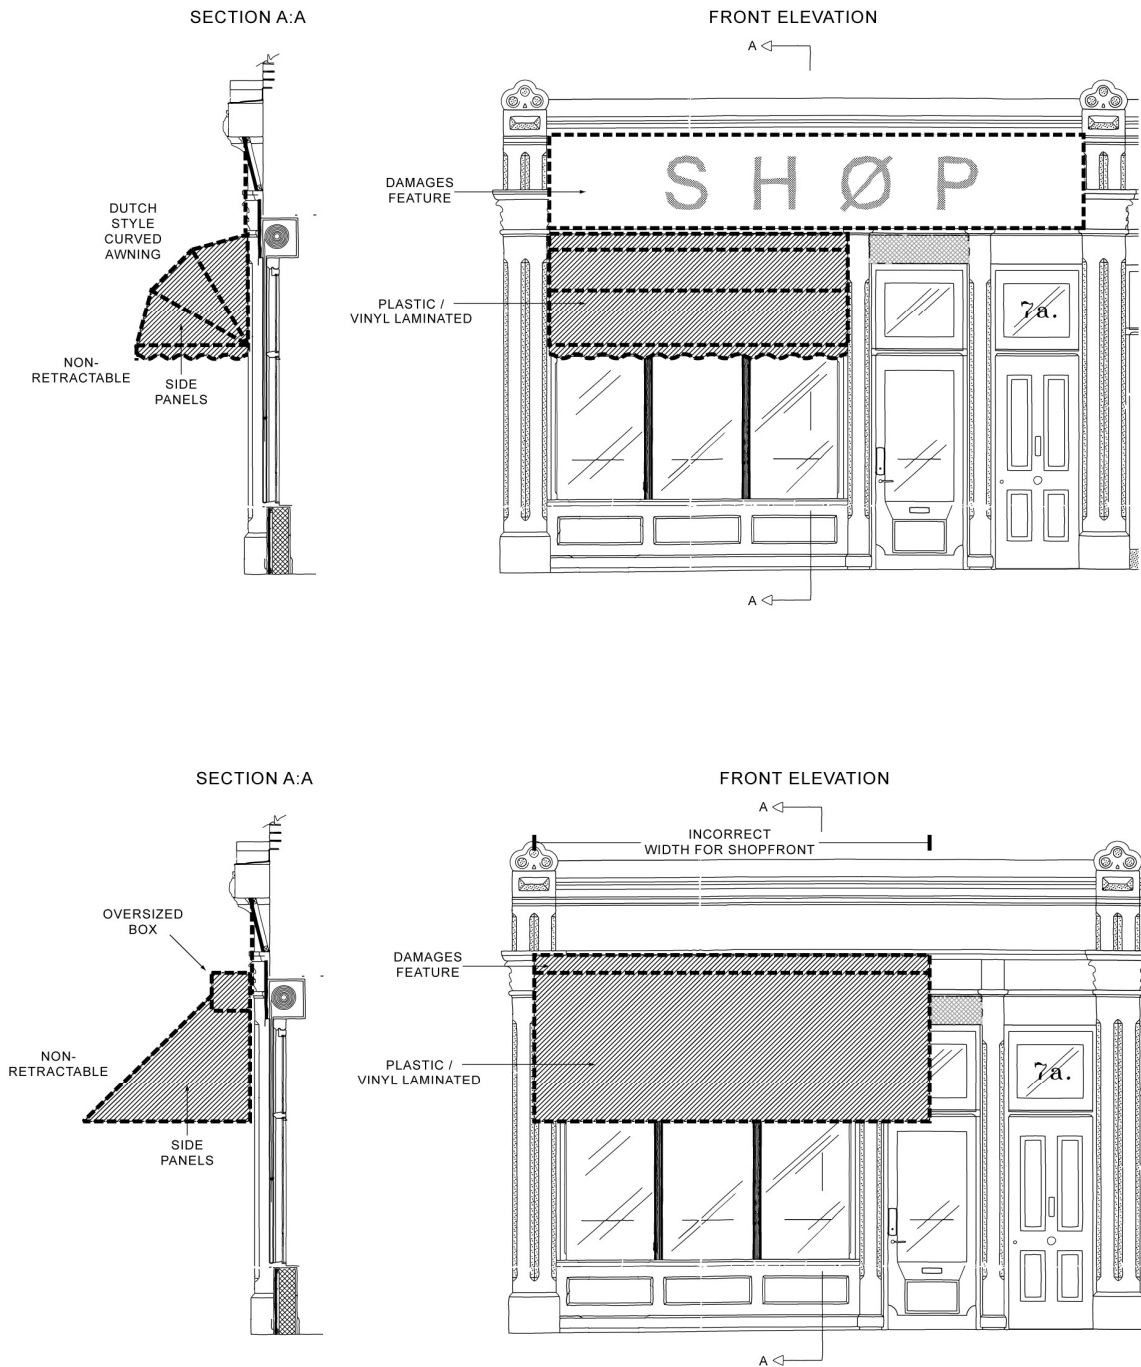 SECTION A:A
FRONT ELEVATION
A
DAMAGES
FEATURE
SHØP
DUTCH
STYLE
CURVED
AWNING
PLASTIC /
VINYL LAMINATED
7a.
NON-
RETRACTABLE
SIDE
PANELS
A
SECTION A:A
FRONT ELEVATION
A
INCORRECT
WIDTH FOR SHOPFRONT
OVERSIZED
BOX
DAMAGES
FEATURE
NON-
RETRACTABLE
PLASTIC /
VINYL LAMINATED
7a.
SIDE
PANELS
A